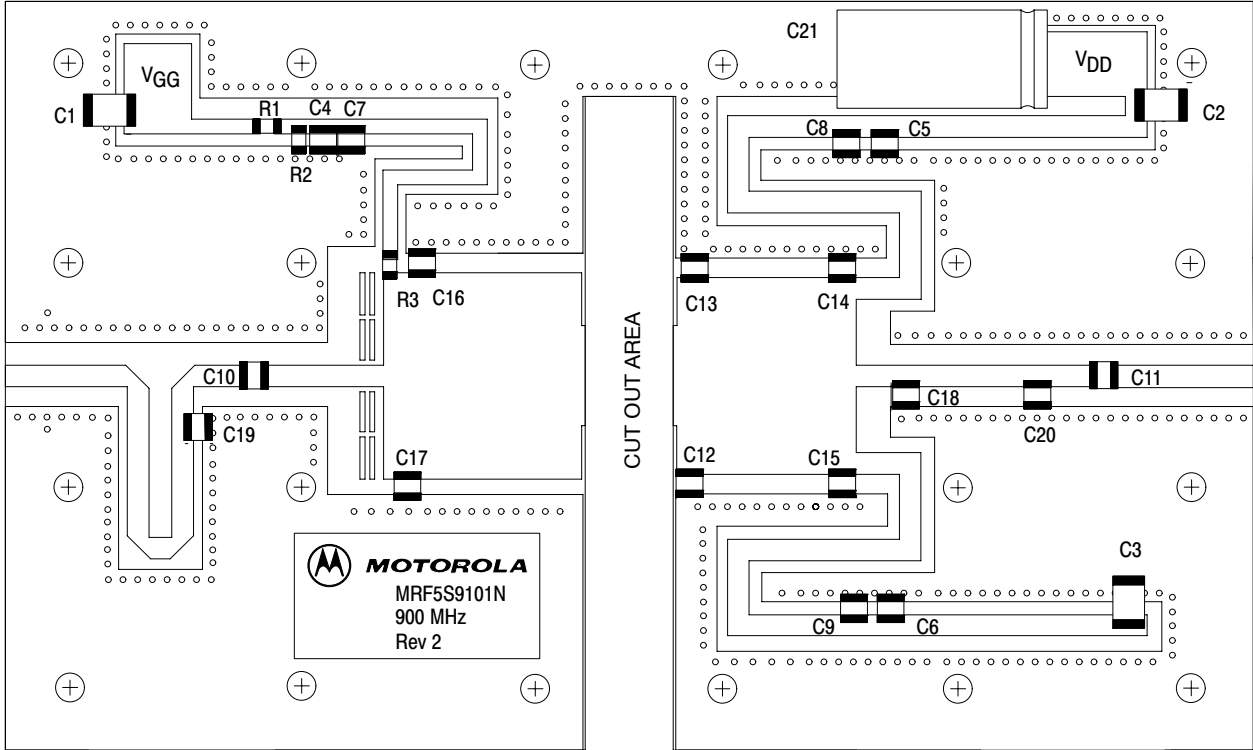 C21
VGG
VDD
C1
R1
C4
C7
C8
C5
C2
R2
R3
C16
C13
C14
CUT OUT AREA
C10
C11
C18
C19
C20
C17
C12
C15
MOTOROLA
MRF5S9101N
900 MHz
Rev 2
C3
C9
C6